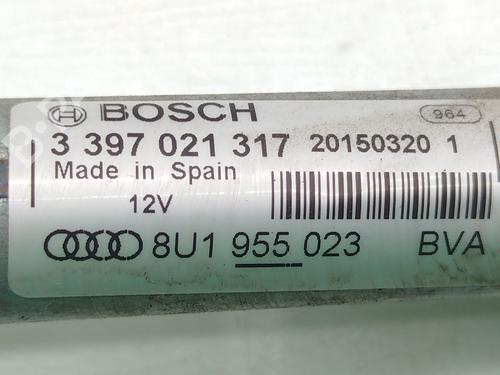 BOSCH 964
3 397 021 317 20150320 1
Made in Spain
12V
8U1 955 023 BVA